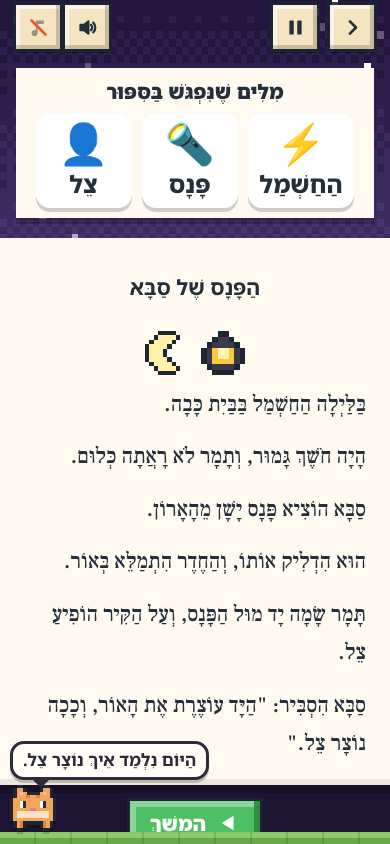 מִלִּים שֶׁנִּפְגֹּשׁ בַּסִּפּוּר
הַחַשְׁמַל
פָּנָס
צֵל
הַפָּנָס שֶׁל סַבָּא
בַּלַּיְלָה הַחַשְׁמַל בַּבַּיִת כָּבָה.
הָיָה חֹשֶׁךְ גָּמוּר, וְתָמָר לֹא רָאֲתָה כְּלוּם.
סַבָּא הוֹצִיא פָּנָס יָשָׁן מֵהָאָרוֹן.
הוּא הִדְלִיק אוֹתוֹ, וְהַחֶדֶר הִתְמַלֵּא בְּאוֹר.
תָּמָר שָׂמָה יָד מוּל הַפָּנָס, וְעַל הַקִּיר הוֹפִיעַ
צֵל.
סַבָּא הִסְבִּיר: "הַיָּד עוֹצֶרֶת אֶת הָאוֹר, וְכָכָה
נוֹצָר צֵל."
הַיּוֹם נִלְמַד אֵיךְ נוֹצָר צֵל.
הַמְשֵׁךְ